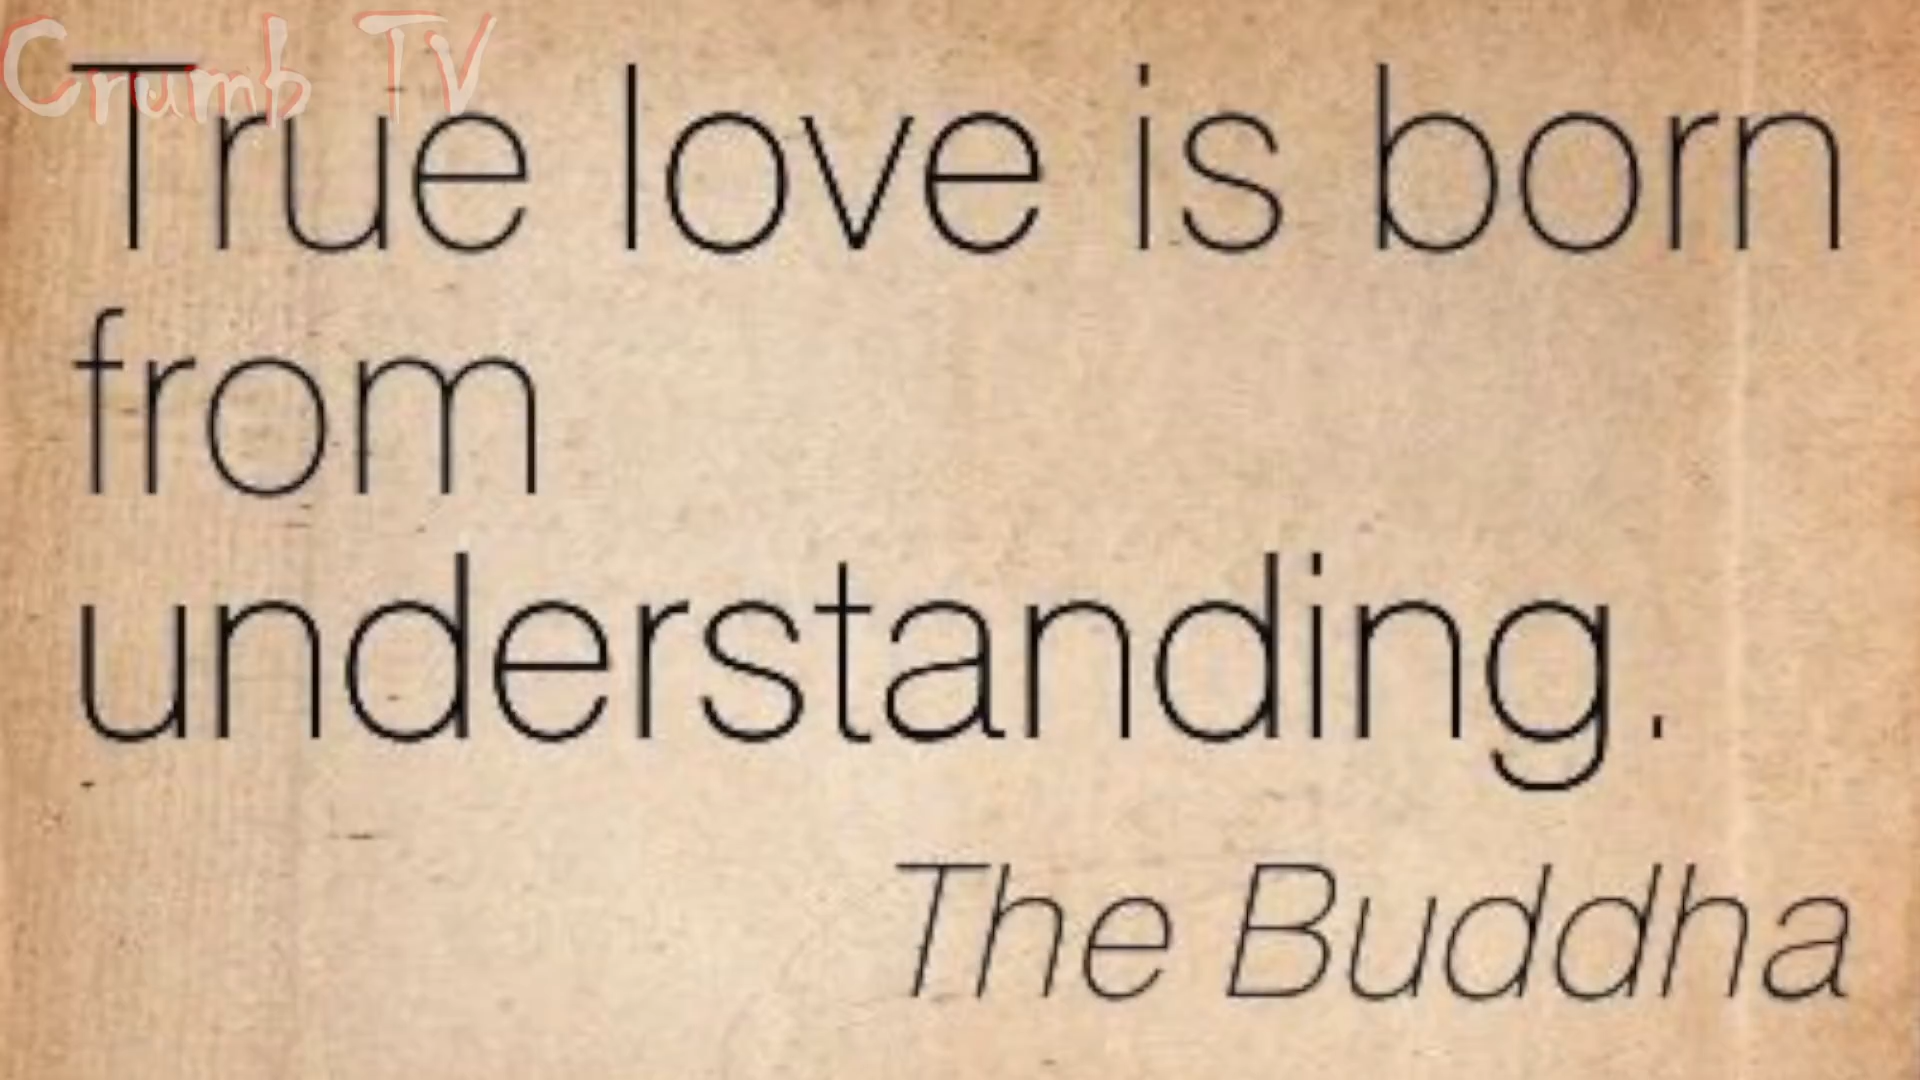 Crumb TV
True love is born
from
understanding.
The Buddha